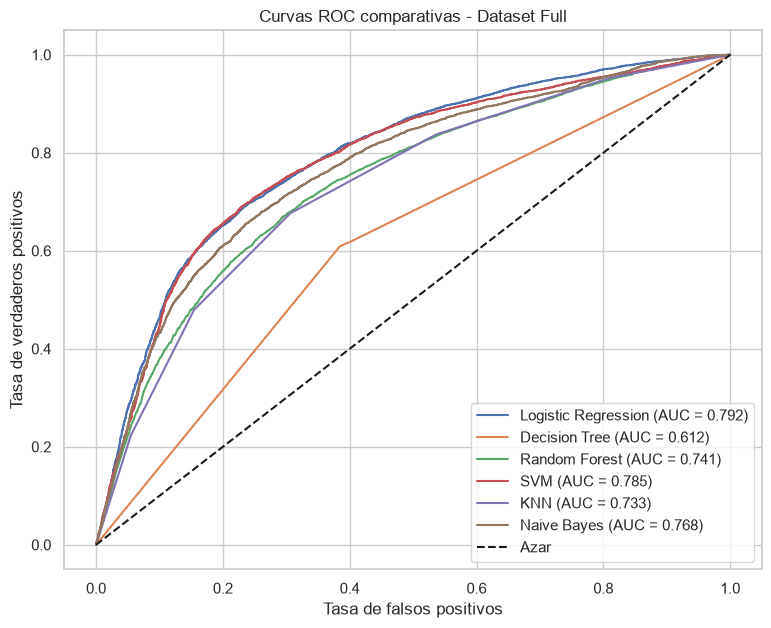 Curvas ROC comparativas - Dataset Full
1.0
0.8
0.6
0.4
0.2
0.0
Tasa de verdaderos positivos
Logistic Regression (AUC = 0.792)
Decision Tree (AUC = 0.612)
Random Forest (AUC = 0.741)
SVM (AUC = 0.785)
KNN (AUC = 0.733)
Naive Bayes (AUC = 0.768)
Azar
0.0 0.2 0.4 0.6 0.8 1.0
Tasa de falsos positivos